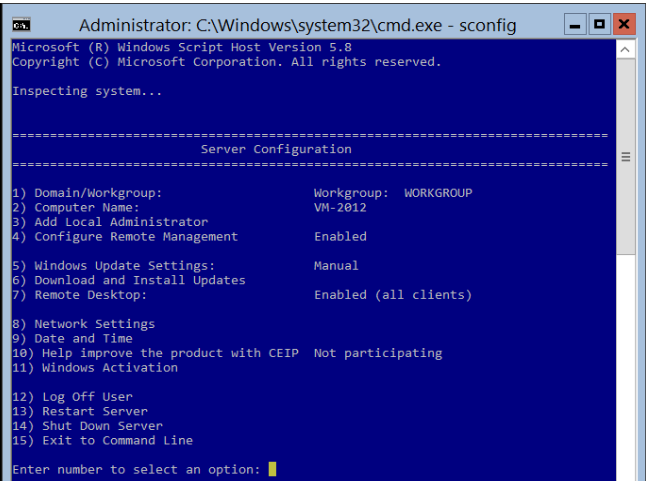 Administrator: C:\Windows\system32\cmd.exe - sconfig
Microsoft (R) Windows Script Host Version 5.8
Copyright (C) Microsoft Corporation. All rights reserved.
Inspecting system...
===============================================================================
Server Configuration
===============================================================================
1) Domain/Workgroup: Workgroup: WORKGROUP
2) Computer Name: VM-2012
3) Add Local Administrator
4) Configure Remote Management Enabled
5) Windows Update Settings: Manual
6) Download and Install Updates
7) Remote Desktop: Enabled (all clients)
8) Network Settings
9) Date and Time
10) Help improve the product with CEIP Not participating
11) Windows Activation
12) Log Off User
13) Restart Server
14) Shut Down Server
15) Exit to Command Line
Enter number to select an option: